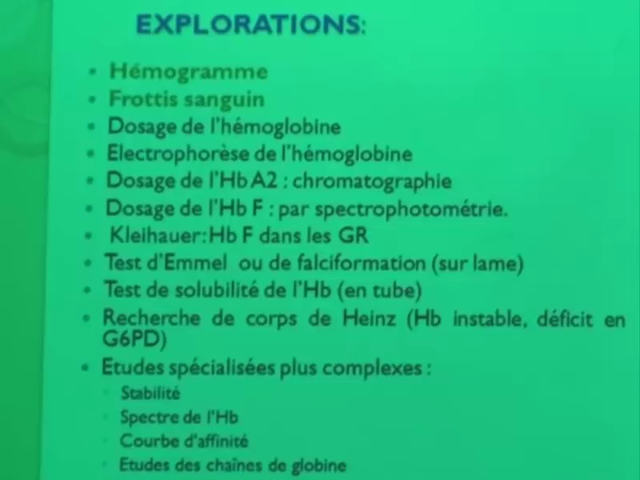 EXPLORATIONS:
• Hémogramme
• Frottis sanguin
• Dosage de l'hémoglobine
• Electrophorèse de l'hémoglobine
• Dosage de l'Hb A2 : chromatographie
• Dosage de l'Hb F : par spectrophotométrie.
• Kleihauer: Hb F dans les GR
• Test d'Emmel ou de falciformation (sur lame)
• Test de solubilité de l'Hb (en tube)
• Recherche de corps de Heinz (Hb instable, déficit en
G6PD)
• Etudes spécialisées plus complexes :
• Stabilité
• Spectre de l'Hb
• Courbe d'affinité
• Etudes des chaînes de globine